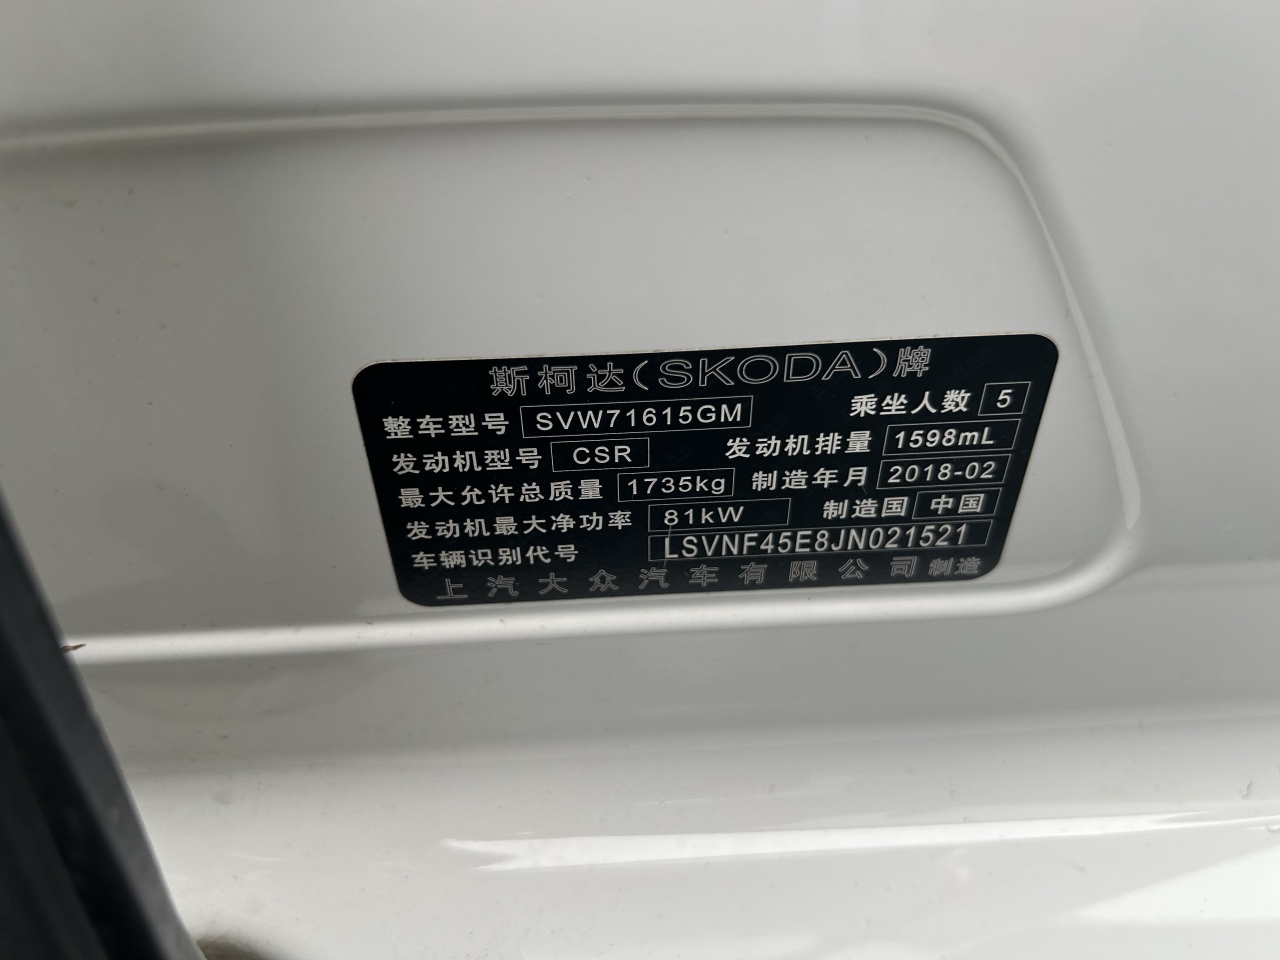 斯柯达(SKODA)牌
整车型号 SVW71615GM 乘坐人数 5
发动机型号 CSR 发动机排量 1598mL
最大允许总质量 1735kg 制造年月 2018-02
发动机最大净功率 81kW 制造国 中国
车辆识别代号 LSVNF45E8JN021521
上汽大众汽车有限公司制造